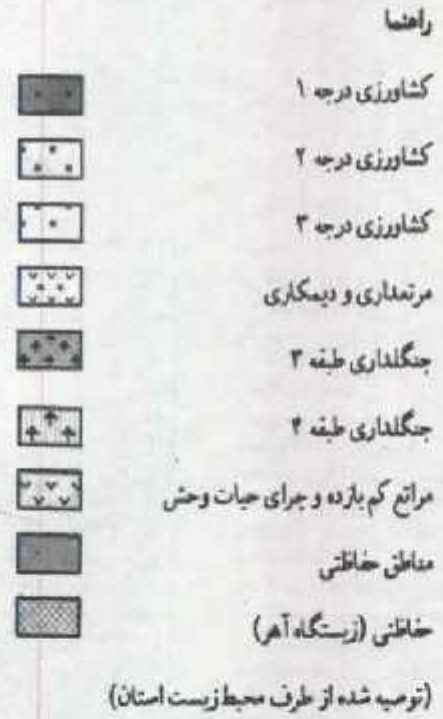 راهنما
کشاورزی درجه ۱
کشاورزی درجه ۲
کشاورزی درجه ۳
مرتعداری و دیمکاری
جنگلداری طبقه ۳
جنگلداری طبقه ۴
مراتع کم بازده و چرای حیات وحش
مناطق حفاظتی
حفاظتی (زیستگاه آهو)
(توصیه شده از طرف محیط زیست استان)